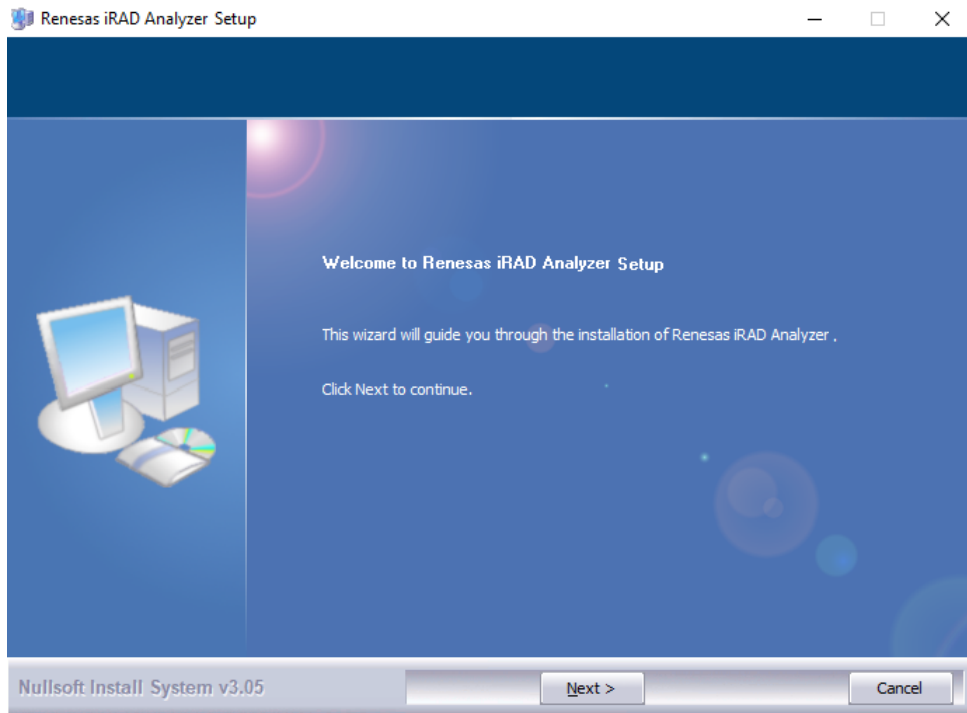 Renesas iRAD Analyzer Setup
Welcome to Renesas iRAD Analyzer Setup
This wizard will guide you through the installation of Renesas iRAD Analyzer .
Click Next to continue.
Nullsoft Install System v3.05
Next >
Cancel